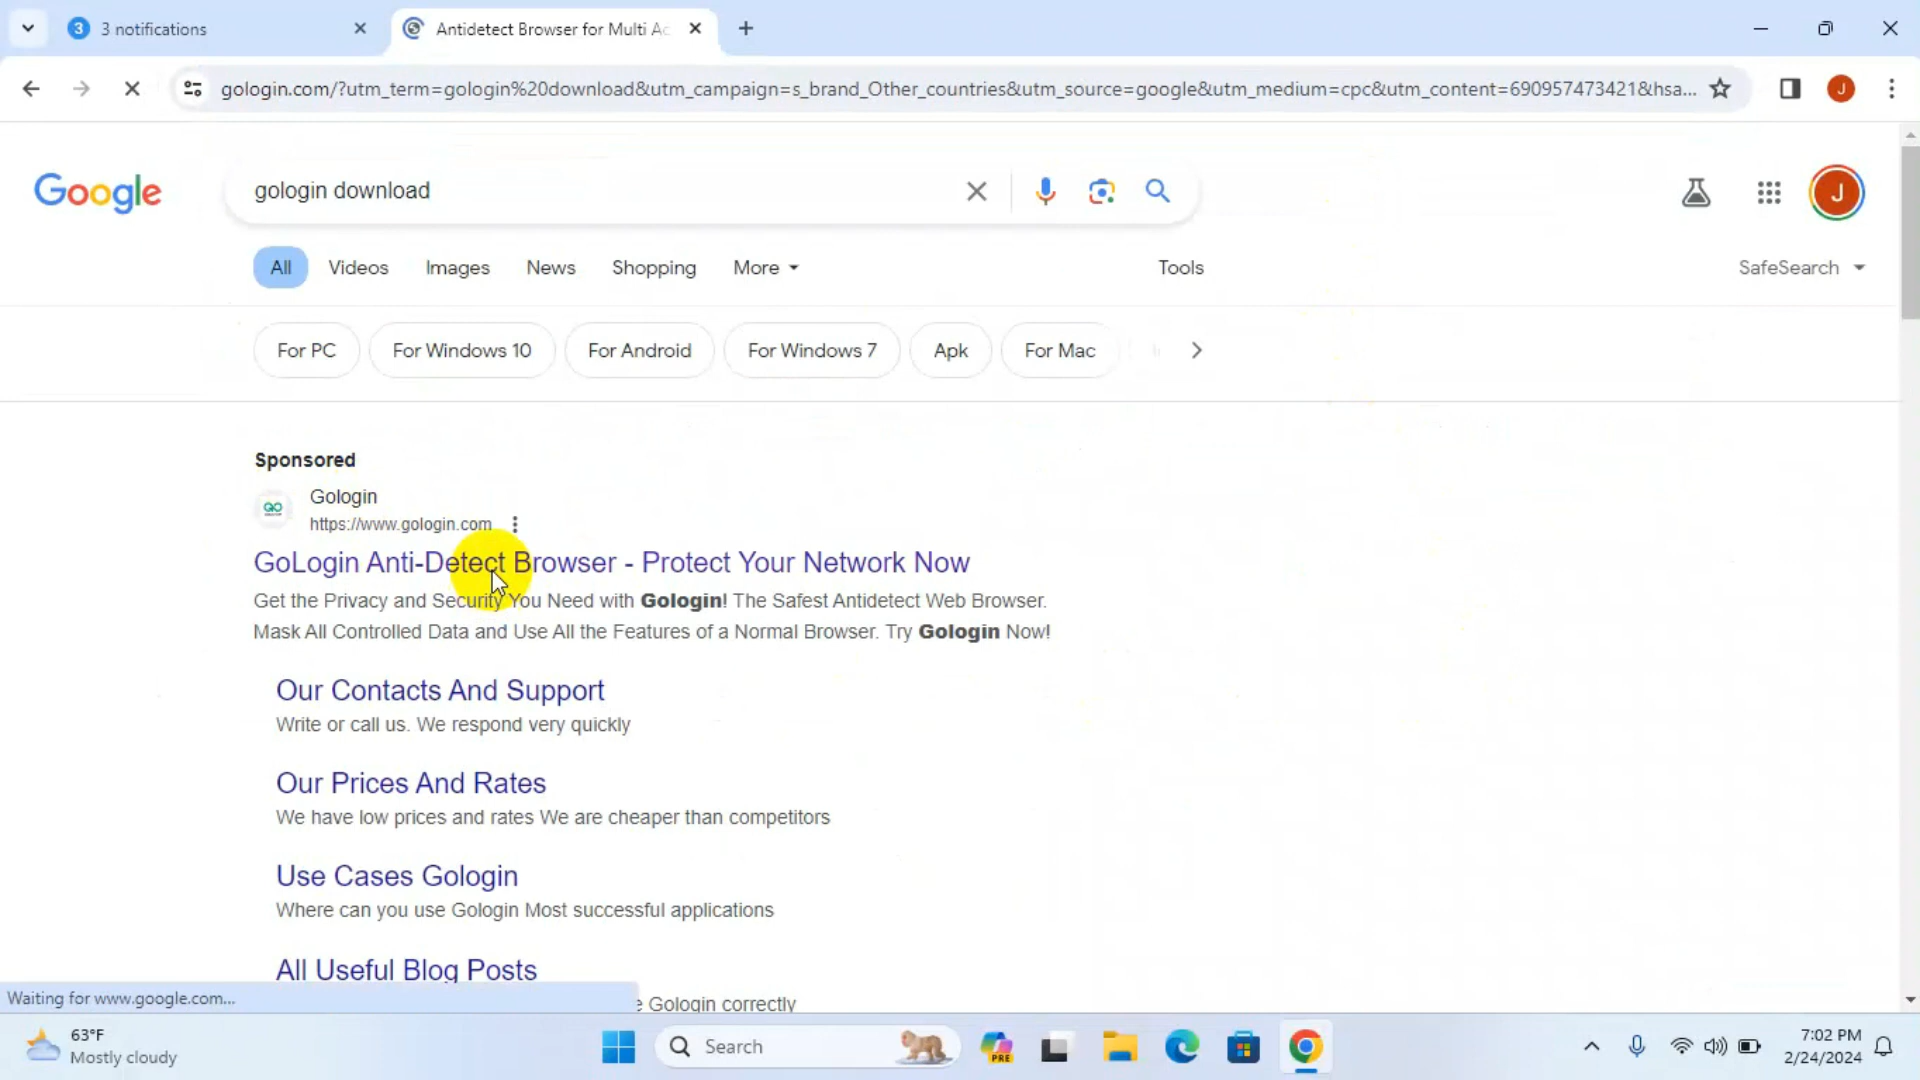 3 3 notifications
Antidetect Browser for Multi Ac
gologin.com/?utm_term=gologin%20download&utm_campaign=s_brand_Other_countries&utm_source=google&utm_medium=cpc&utm_content=690957473421&hsa...
J
Google
gologin download
J
All Videos Images News Shopping More Tools SafeSearch
For PC For Windows 10 For Android For Windows 7 Apk For Mac
Sponsored
Gologin
https://www.gologin.com
GoLogin Anti-Detect Browser - Protect Your Network Now
Get the Privacy and Security You Need with Gologin! The Safest Antidetect Web Browser.
Mask All Controlled Data and Use All the Features of a Normal Browser. Try Gologin Now!
Our Contacts And Support
Write or call us. We respond very quickly
Our Prices And Rates
We have low prices and rates We are cheaper than competitors
Use Cases Gologin
Where can you use Gologin Most successful applications
All Useful Blog Posts
e Gologin correctly
Waiting for www.google.com...
63°F
Mostly cloudy
Search
PRE
7:02 PM
2/24/2024